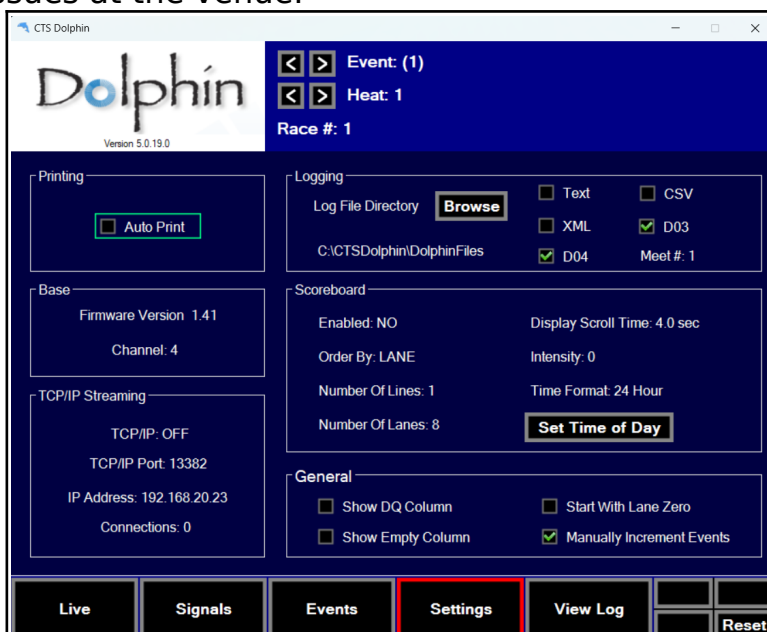 issues at the venue.
CTS Dolphin
Dolphin
Version 5.0.19.0
< > Event: (1)
< > Heat: 1
Race #: 1
Printing
Auto Print
Logging
Log File Directory Browse
C:\CTSDolphin\DolphinFiles
Text CSV
XML D03
D04 Meet #: 1
Base
Firmware Version 1.41
Channel: 4
Scoreboard
Enabled: NO Display Scroll Time: 4.0 sec
Order By: LANE Intensity: 0
Number Of Lines: 1 Time Format: 24 Hour
Number Of Lanes: 8 Set Time of Day
TCP/IP Streaming
TCP/IP: OFF
TCP/IP Port: 13382
IP Address: 192.168.20.23
Connections: 0
General
Show DQ Column Start With Lane Zero
Show Empty Column Manually Increment Events
Live Signals Events Settings View Log Reset